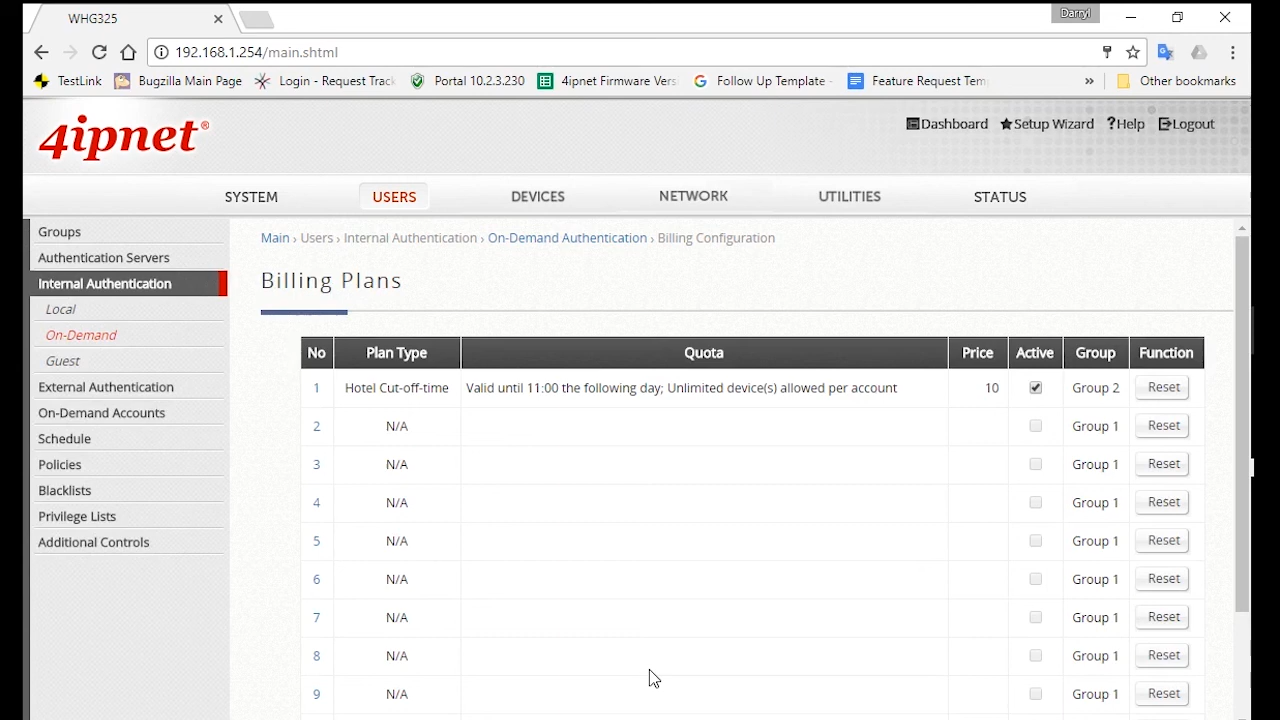 WHG325
Darryl
192.168.1.254/main.shtml
TestLink Bugzilla Main Page Login - Request Track Portal 10.2.3.230 4ipnet Firmware Vers Follow Up Template - Feature Request Tem » Other bookmarks
4ipnet®
Dashboard Setup Wizard ?Help Logout
SYSTEM USERS DEVICES NETWORK UTILITIES STATUS
Groups
Authentication Servers
Internal Authentication
Local
On-Demand
Guest
External Authentication
On-Demand Accounts
Schedule
Policies
Blacklists
Privilege Lists
Additional Controls
Main › Users › Internal Authentication › On-Demand Authentication › Billing Configuration
Billing Plans
No Plan Type Quota Price Active Group Function
1 Hotel Cut-off-time Valid until 11:00 the following day; Unlimited device(s) allowed per account 10 Group 2 Reset
2 N/A Group 1 Reset
3 N/A Group 1 Reset
4 N/A Group 1 Reset
5 N/A Group 1 Reset
6 N/A Group 1 Reset
7 N/A Group 1 Reset
8 N/A Group 1 Reset
9 N/A Group 1 Reset